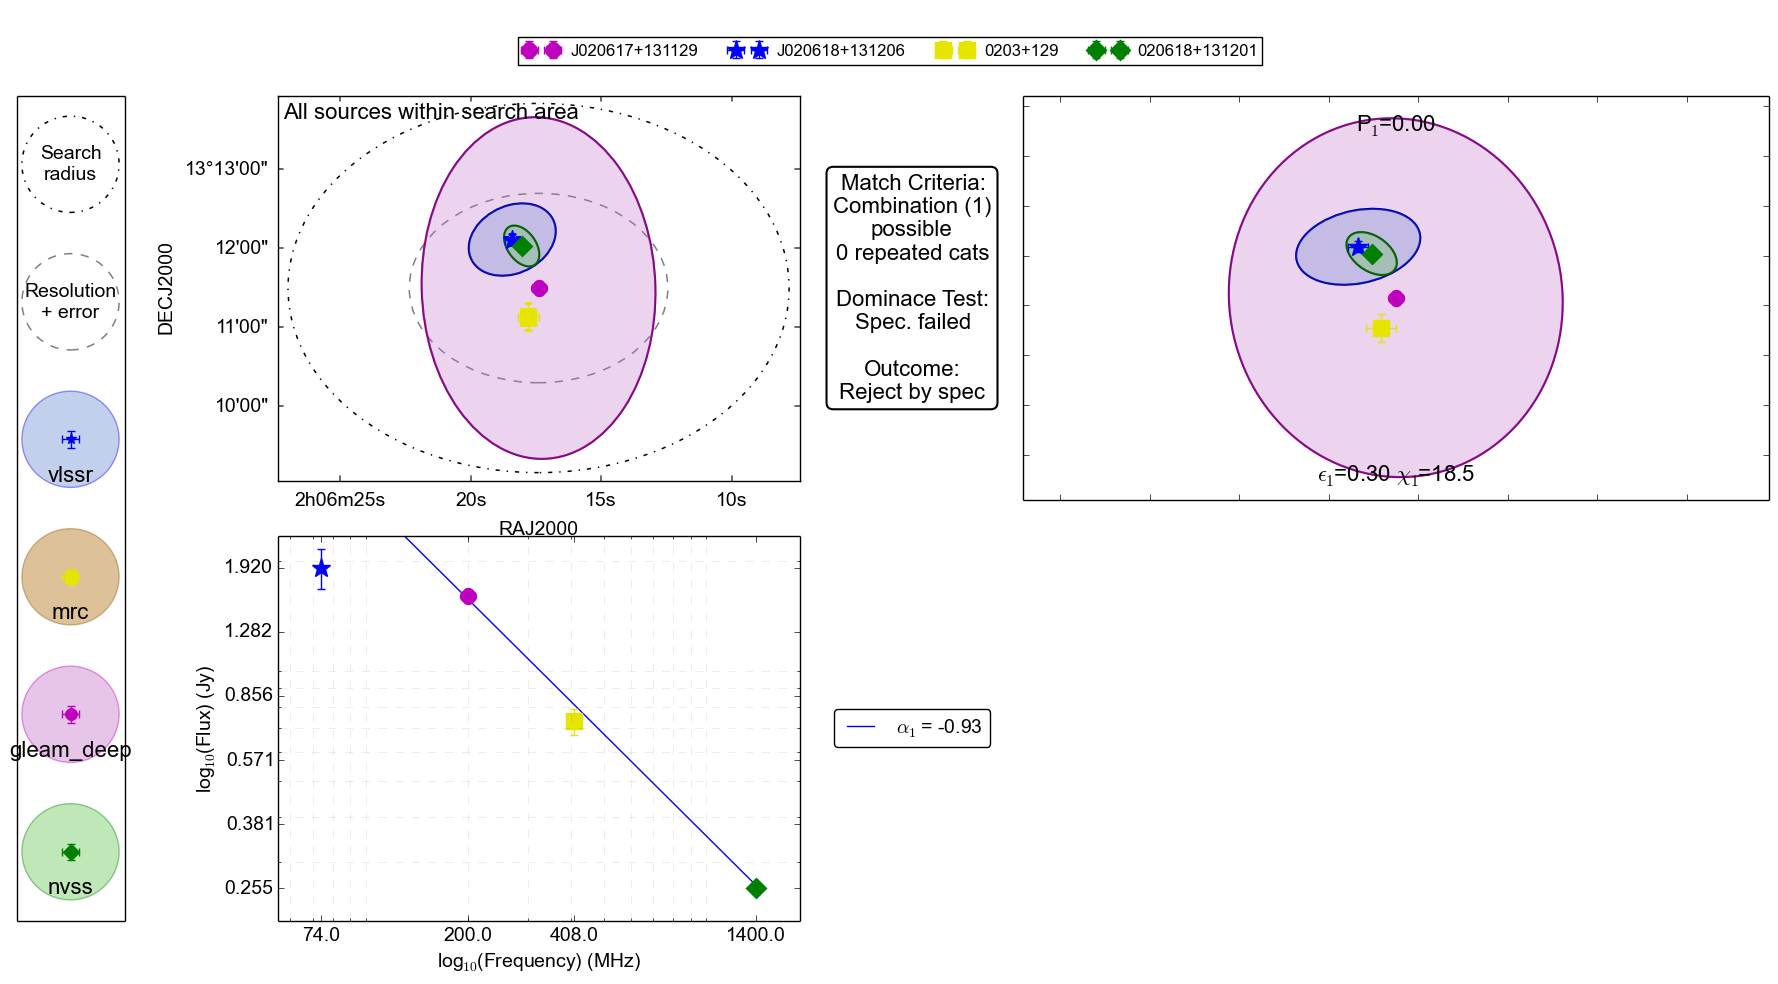 J020617+131129 J020618+131206 0203+129 020618+131201
Search
radius
Resolution
+ error
vlssr
mrc
gleam_deep
nvss
All sources within search area
DECJ2000
13°13'00"
12'00"
11'00"
10'00"
2h06m25s 20s 15s 10s
RAJ2000
Match Criteria:
Combination (1)
possible
0 repeated cats
Dominace Test:
Spec. failed
Outcome:
Reject by spec
P₁=0.00
ϵ₁=0.30 χ₁=18.5
log₁₀(Flux) (Jy)
1.920
1.282
0.856
0.571
0.381
0.255
74.0 200.0 408.0 1400.0
log₁₀(Frequency) (MHz)
α₁ = -0.93